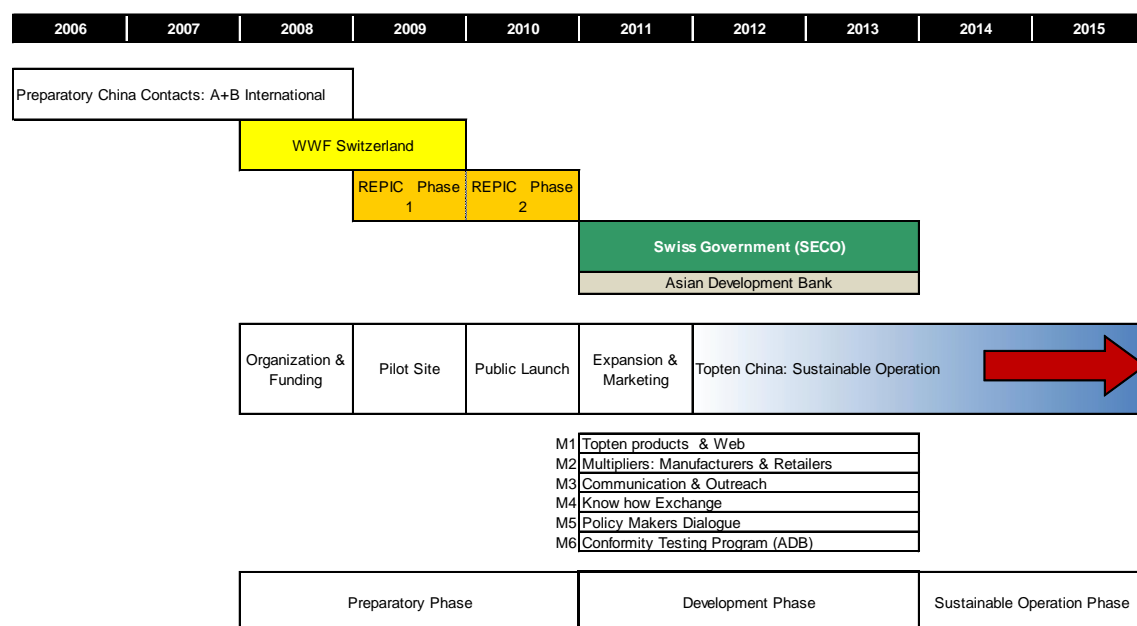 2006 2007 2008 2009 2010 2011 2012 2013 2014 2015
Preparatory China Contacts: A+B International
WWF Switzerland
REPIC Phase 1
REPIC Phase 2
Swiss Government (SECO)
Asian Development Bank
Organization &
Funding
Pilot Site
Public Launch
Expansion &
Marketing
Topten China: Sustainable Operation
M1 Topten products & Web
M2 Multipliers: Manufacturers & Retailers
M3 Communication & Outreach
M4 Know how Exchange
M5 Policy Makers Dialogue
M6 Conformity Testing Program (ADB)
Preparatory Phase
Development Phase
Sustainable Operation Phase